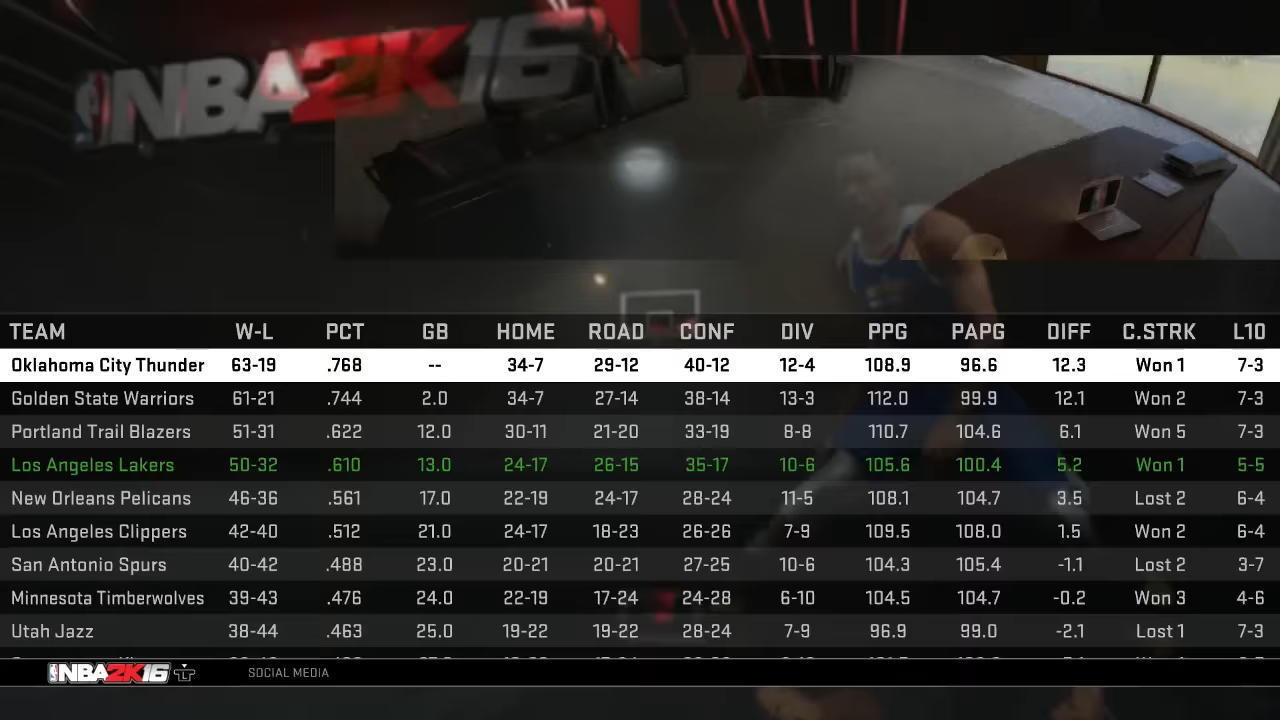 NBA 2K16
TEAM W-L PCT GB HOME ROAD CONF DIV PPG PAPG DIFF C.STRK L10
Oklahoma City Thunder 63-19 .768 -- 34-7 29-12 40-12 12-4 108.9 96.6 12.3 Won 1 7-3
Golden State Warriors 61-21 .744 2.0 34-7 27-14 38-14 13-3 112.0 99.9 12.1 Won 2 7-3
Portland Trail Blazers 51-31 .622 12.0 30-11 21-20 33-19 8-8 110.7 104.6 6.1 Won 5 7-3
Los Angeles Lakers 50-32 .610 13.0 24-17 26-15 35-17 10-6 105.6 100.4 5.2 Won 1 5-5
New Orleans Pelicans 46-36 .561 17.0 22-19 24-17 28-24 11-5 108.1 104.7 3.5 Lost 2 6-4
Los Angeles Clippers 42-40 .512 21.0 24-17 18-23 26-26 7-9 109.5 108.0 1.5 Won 2 6-4
San Antonio Spurs 40-42 .488 23.0 20-21 20-21 27-25 10-6 104.3 105.4 -1.1 Lost 2 3-7
Minnesota Timberwolves 39-43 .476 24.0 22-19 17-24 24-28 6-10 104.5 104.7 -0.2 Won 3 4-6
Utah Jazz 38-44 .463 25.0 19-22 19-22 28-24 7-9 96.9 99.0 -2.1 Lost 1 7-3
NBA2K16 SOCIAL MEDIA